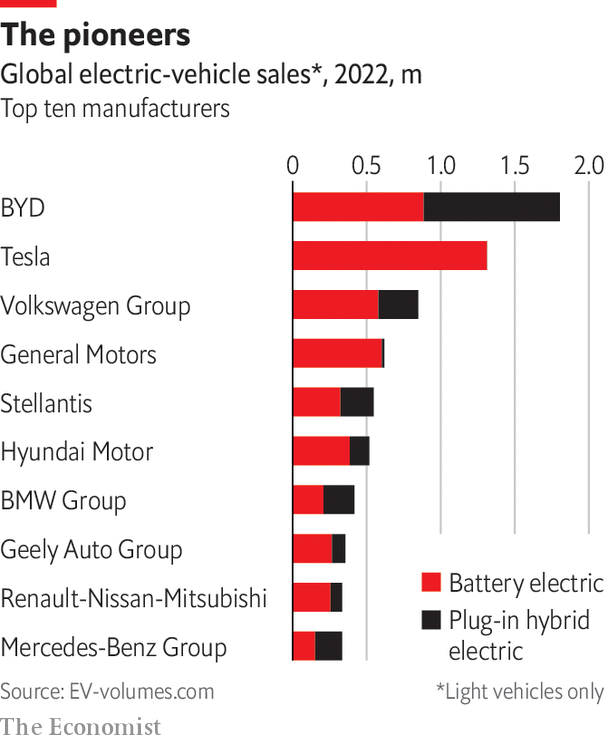 The pioneers
Global electric-vehicle sales*, 2022, m
Top ten manufacturers
0 0.5 1.0 1.5 2.0
BYD
Tesla
Volkswagen Group
General Motors
Stellantis
Hyundai Motor
BMW Group
Geely Auto Group
Renault-Nissan-Mitsubishi
Mercedes-Benz Group
Battery electric
Plug-in hybrid
electric
Source: EV-volumes.com
*Light vehicles only
The Economist